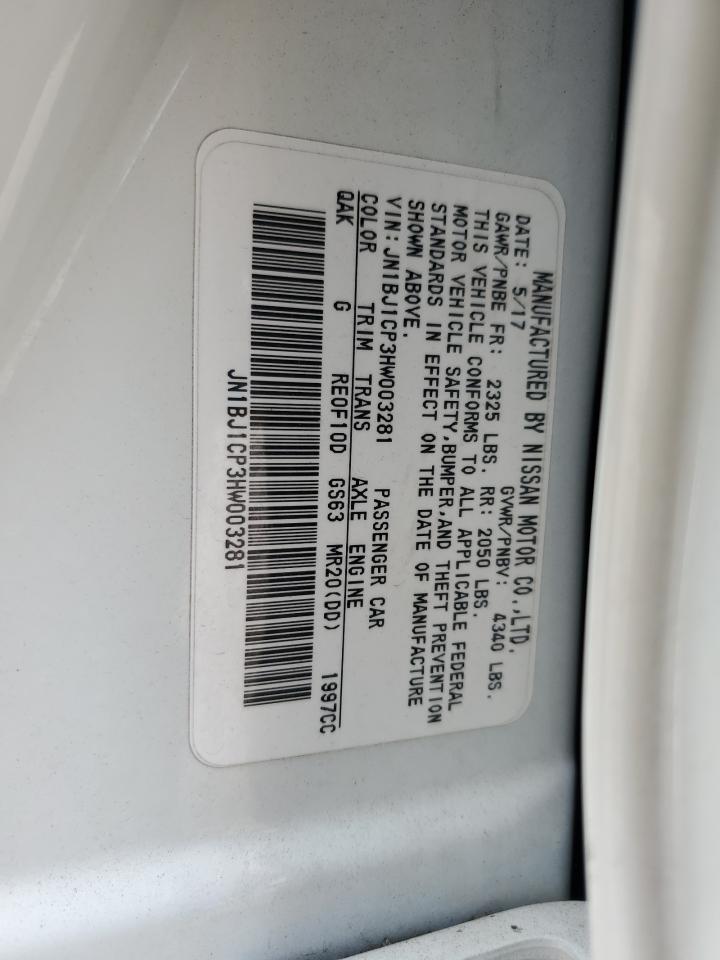 MANUFACTURED BY NISSAN MOTOR CO.,LTD.
DATE: 5/17 GVWR/PNBV: 4340 LBS.
GAWR/PNBE FR: 2325 LBS. RR: 2050 LBS.
THIS VEHICLE CONFORMS TO ALL APPLICABLE FEDERAL
MOTOR VEHICLE SAFETY,BUMPER,AND THEFT PREVENTION
STANDARDS IN EFFECT ON THE DATE OF MANUFACTURE
SHOWN ABOVE.
VIN:JN1BJ1CP3HW003281 PASSENGER CAR
COLOR TRIM TRANS AXLE ENGINE
QAK G RE0F10D GS63 MR20(DD) 1997CC
JN1BJ1CP3HW003281